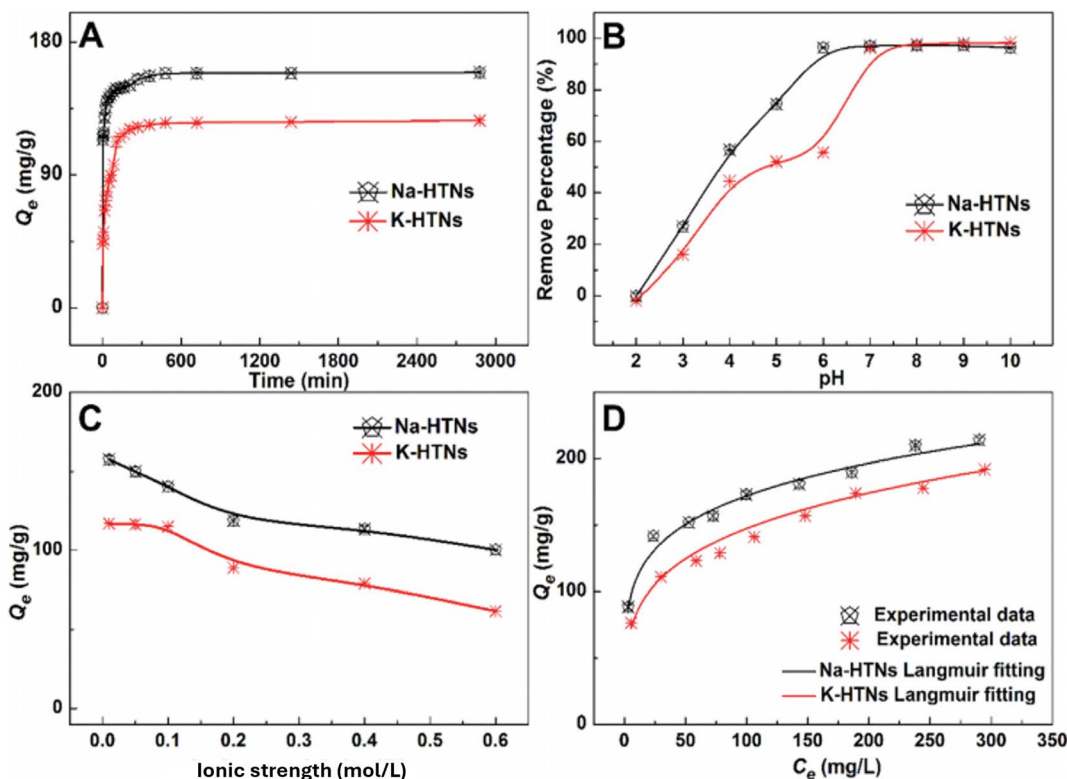 A
180
90
0
Qe (mg/g)
Na-HTNs
K-HTNs
0 600 1200 1800 2400 3000
Time (min)
B
100
80
60
40
20
0
Remove Percentage (%)
Na-HTNs
K-HTNs
2 3 4 5 6 7 8 9 10
pH
C
200
100
0
Qe (mg/g)
Na-HTNs
K-HTNs
0.0 0.1 0.2 0.3 0.4 0.5 0.6
Ionic strength (mol/L)
D
200
100
0
Qe (mg/g)
Experimental data
Experimental data
Na-HTNs Langmuir fitting
K-HTNs Langmuir fitting
0 50 100 150 200 250 300 350
Ce (mg/L)